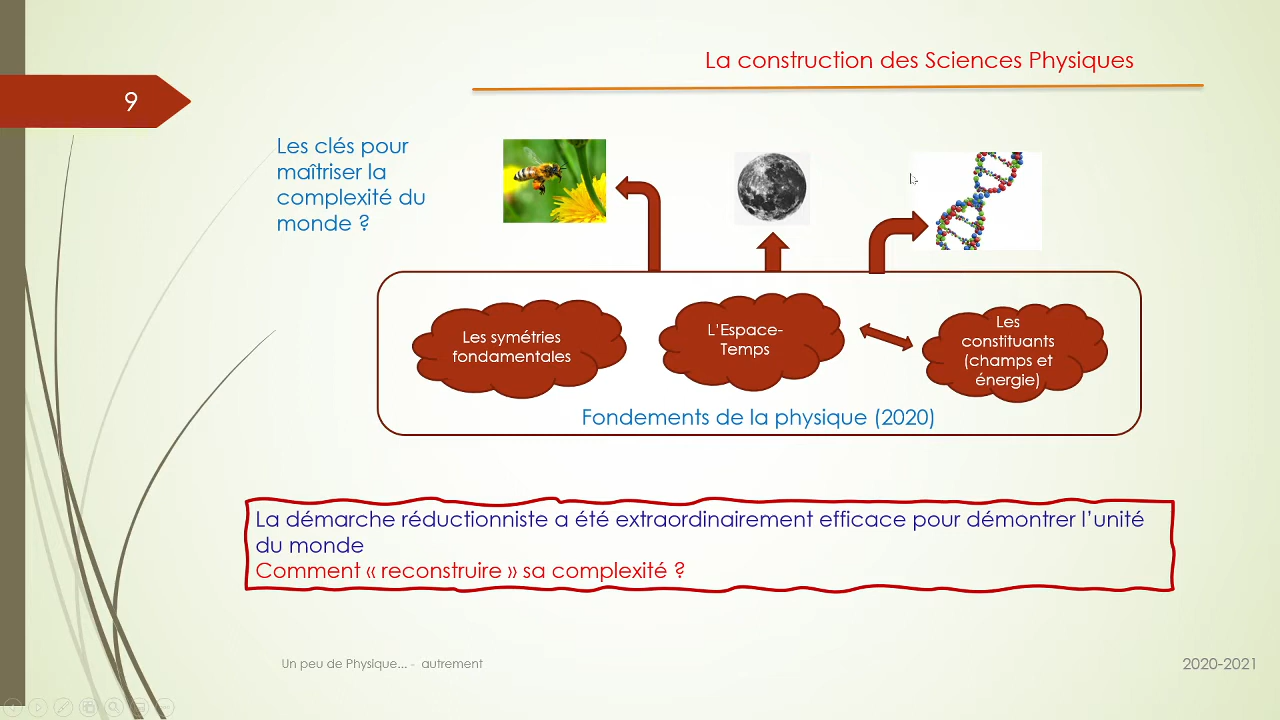 La construction des Sciences Physiques
9
Les clés pour
maîtriser la
complexité du
monde ?
Les symétries
fondamentales
L'Espace-
Temps
Les
constituants
(champs et
énergie)
Fondements de la physique (2020)
La démarche réductionniste a été extraordinairement efficace pour démontrer l’unité
du monde
Comment « reconstruire » sa complexité ?
Un peu de Physique... - autrement
2020-2021